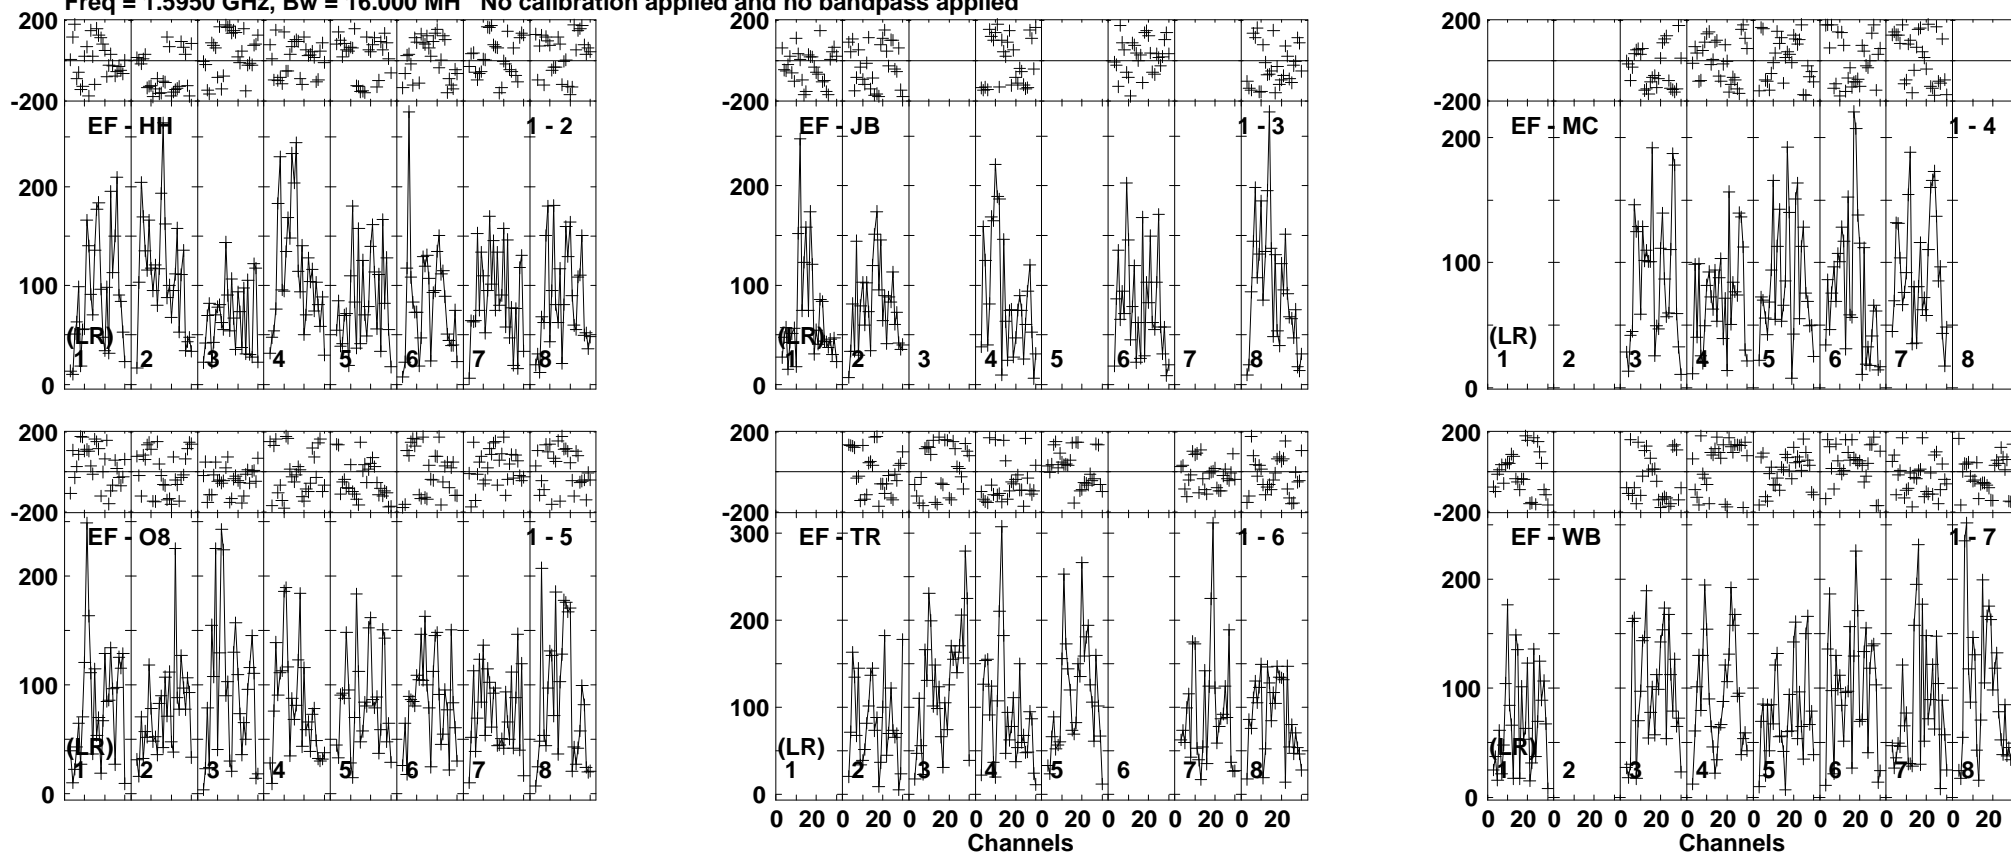 Freq = 1.5950 GHz, Bw = 16.000 MH No calibration applied and no bandpass applied
200 200 200
-200 -200 -200
EF - HH 1 - 2 EF - JB 1 - 3 EF - MC 1 - 4
200 200 200
100 100 100
(LR) (LR) (LR)
1 2 3 4 5 6 7 8 1 2 3 4 5 6 7 8 1 2 3 4 5 6 7 8
0 0 0
200 200 200
-200 -200 -200
EF - O8 1 - 5 EF - TR 1 - 6 EF - WB 1 - 7
300
200 200 200
100 100 100
(LR) (LR) (LR)
1 2 3 4 5 6 7 8 1 2 3 4 5 6 7 8 1 2 3 4 5 6 7 8
0 0 0
0 20 0 20 0 20 0 20 0 20 0 20 0 20 0 20 0 20 0 20 0 20 0 20 0 20 0 20 0 20 0 20
Channels Channels